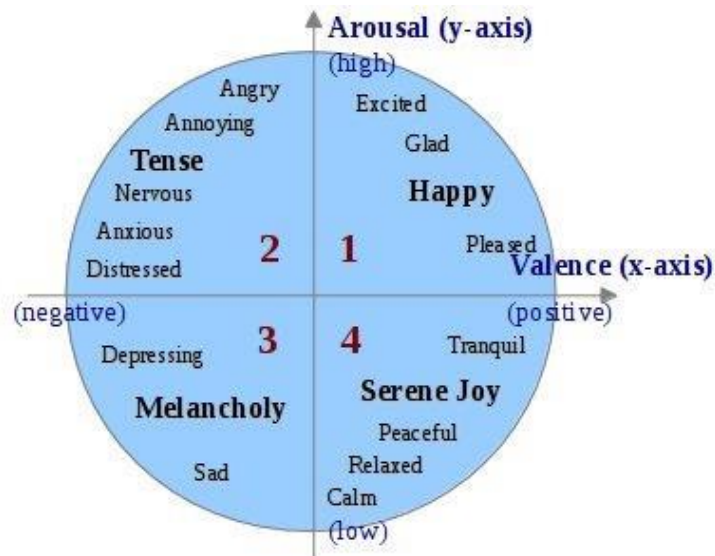 Arousal (y-axis)
(high)
Angry
Excited
Annoying
Glad
Tense
Happy
Nervous
Anxious
2
1
Pleased
Distressed
Valence (x-axis)
(negative)
(positive)
Depressing
3
4
Tranquil
Serene Joy
Melancholy
Peaceful
Sad
Relaxed
Calm
(low)